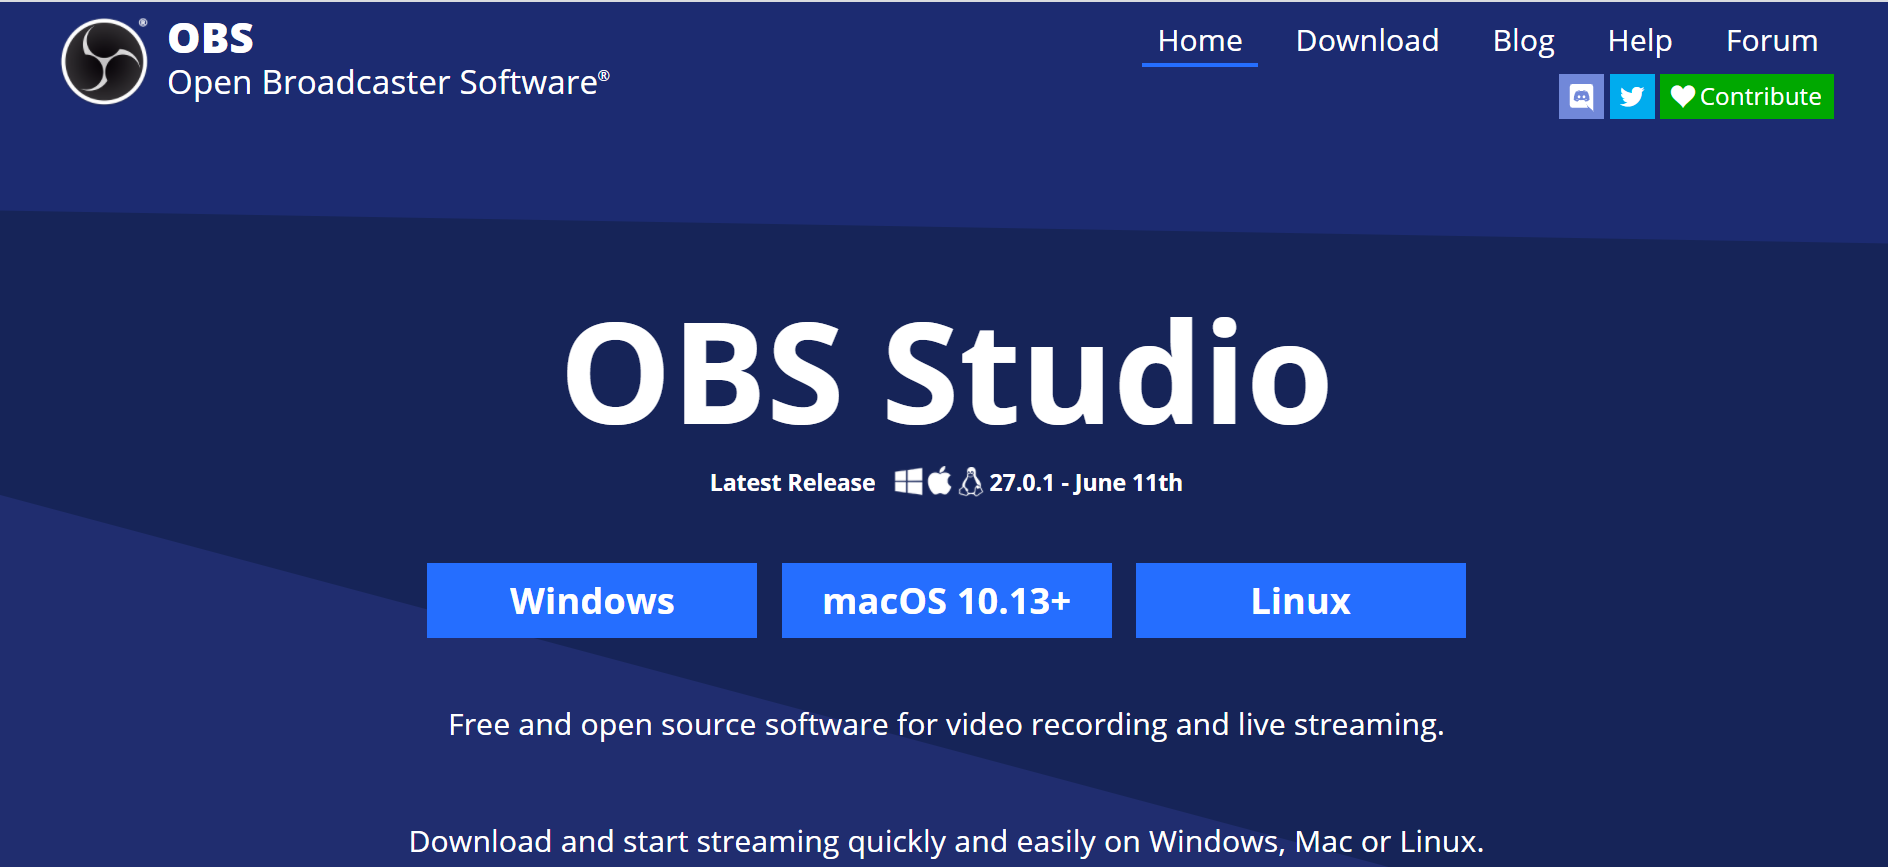 OBS
Open Broadcaster Software®
Home Download Blog Help Forum
Contribute
OBS Studio
Latest Release 27.0.1 - June 11th
Windows macOS 10.13+ Linux
Free and open source software for video recording and live streaming.
Download and start streaming quickly and easily on Windows, Mac or Linux.